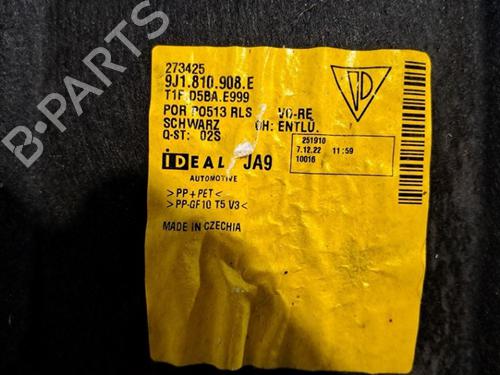 273425
9J1.810.908.E
T1F D5BA.E999
POR PO513 RLS VO-RE
SCHWARZ OH: ENTLÜ.
Q-ST: 02S
251910
7.12.22 11:59
10016
iDEAL JA9
AUTOMOTIVE
>PP+PET<
>PP-GF10 T5 V3<
MADE IN CZECHIA
B-PARTS